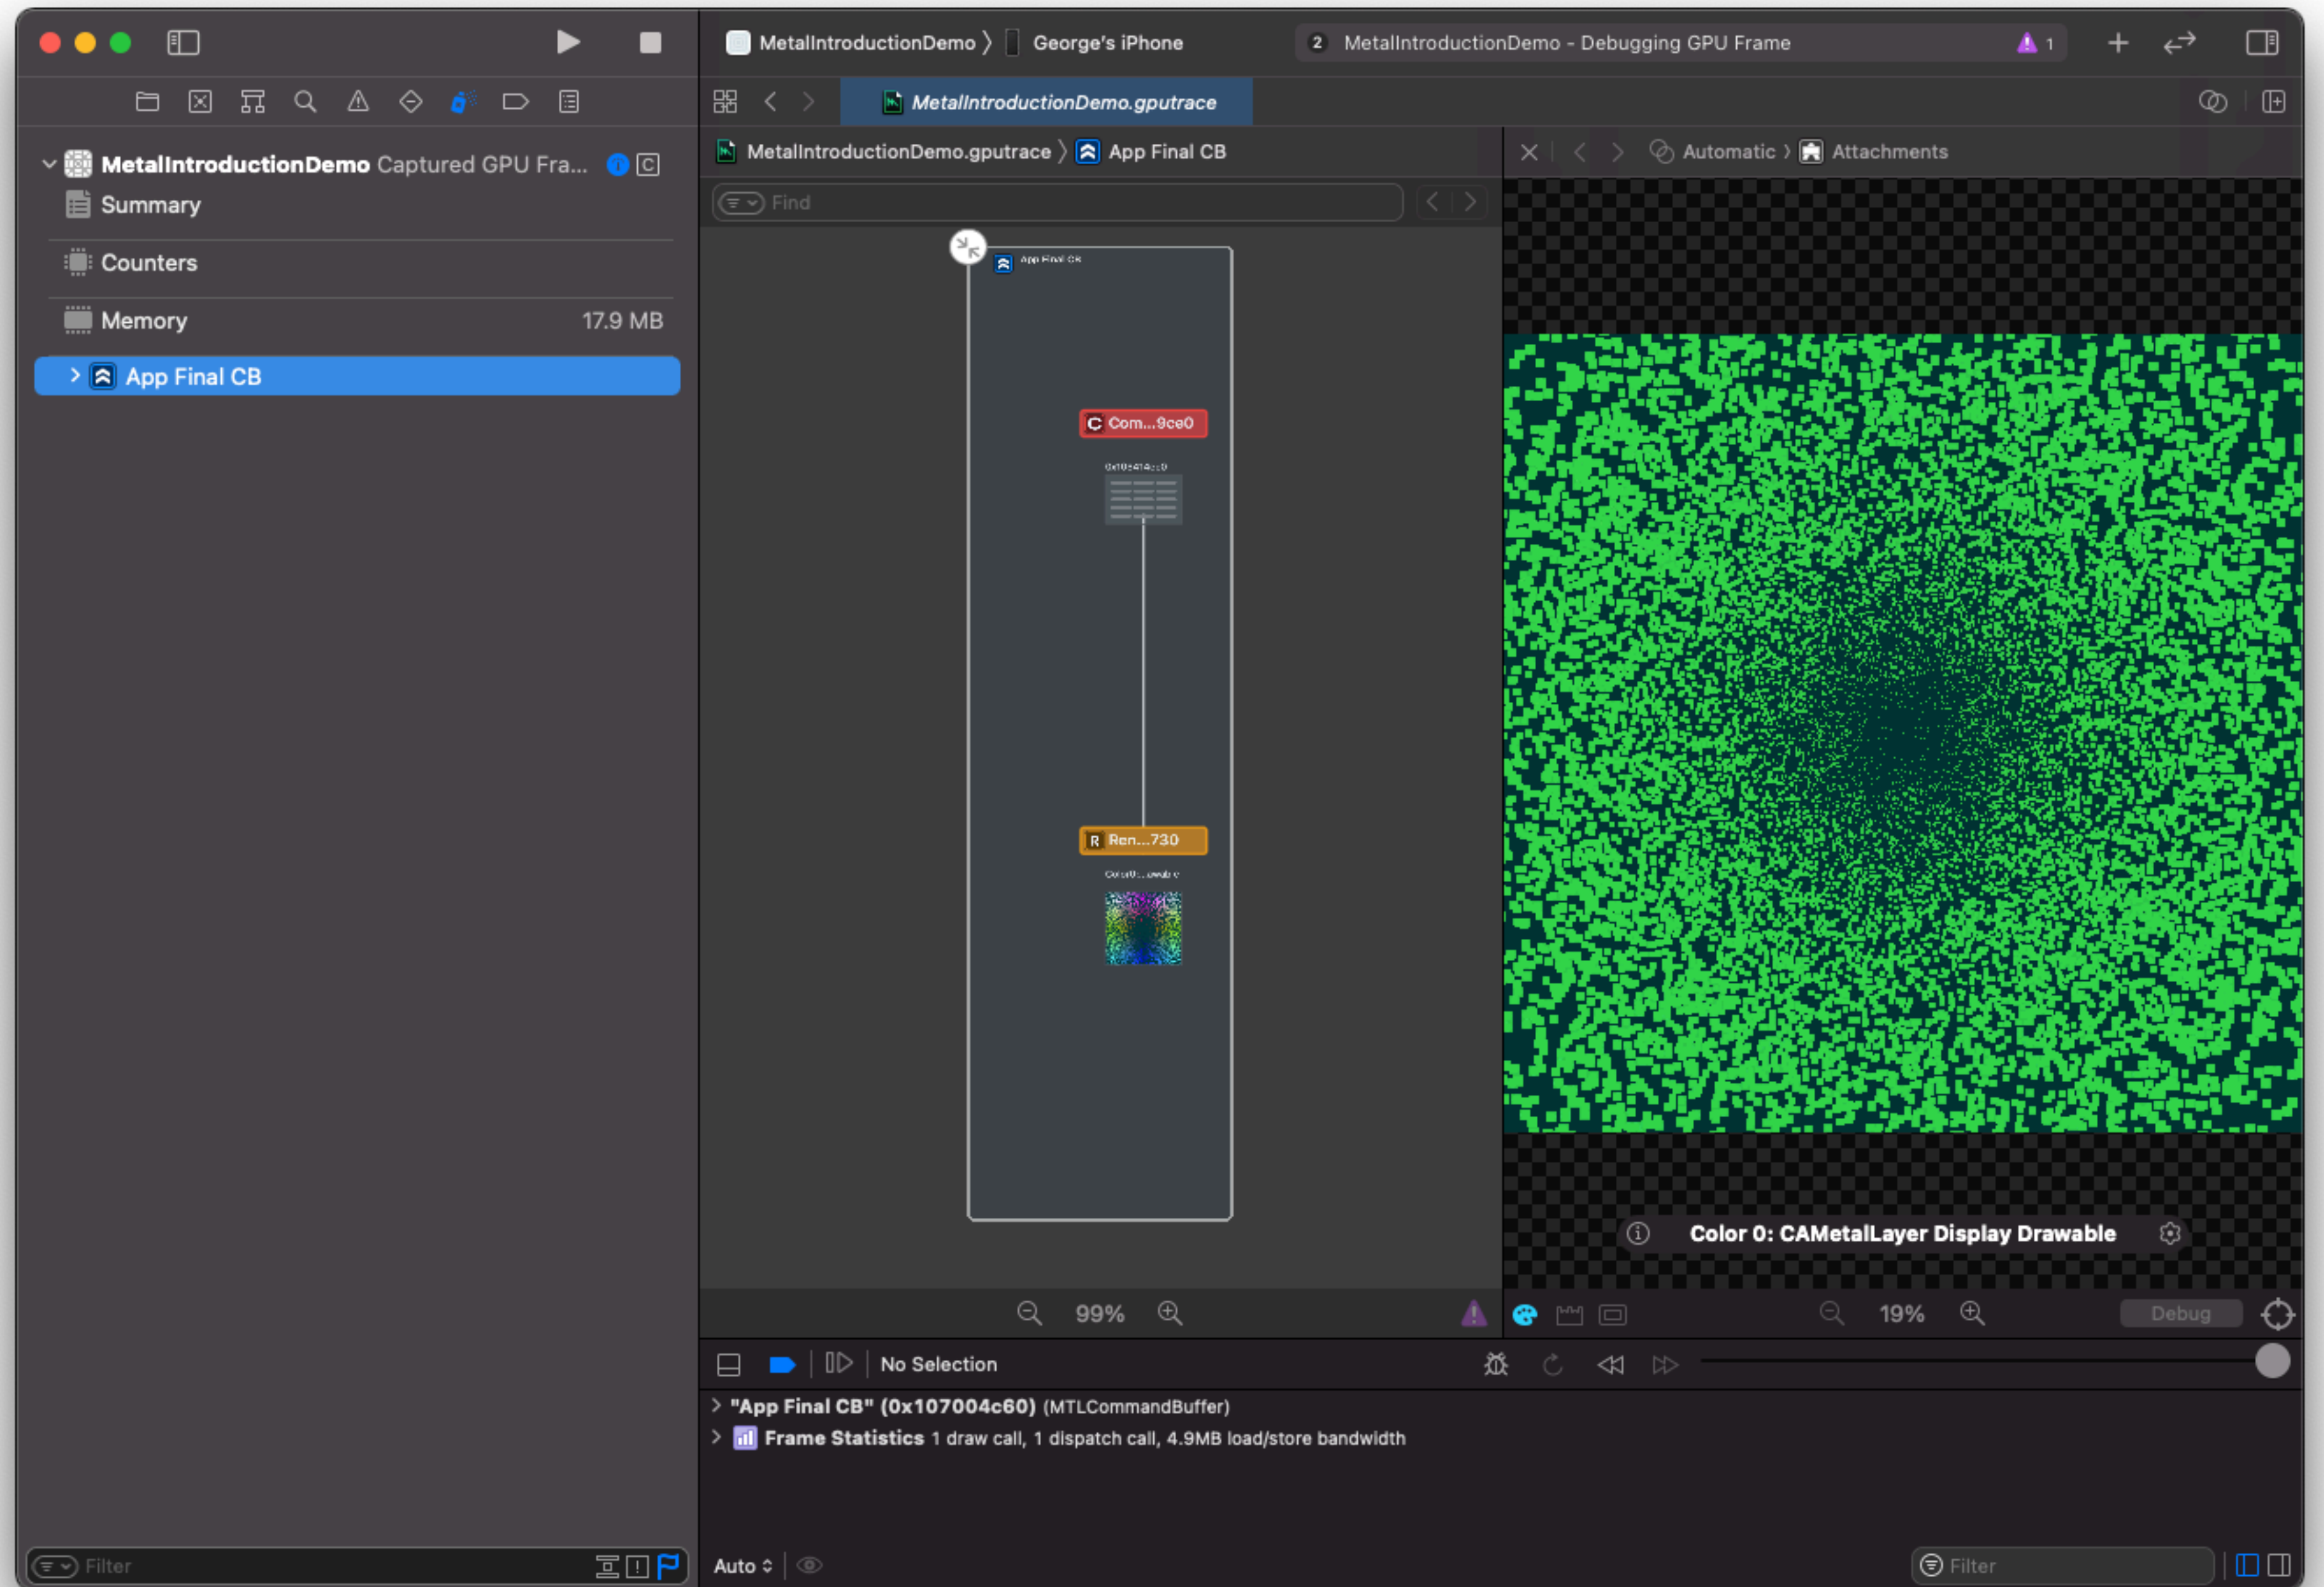 MetalIntroductionDemo 〉 George's iPhone
2 MetalIntroductionDemo - Debugging GPU Frame
1
MetalIntroductionDemo.gputrace
MetalIntroductionDemo Captured GPU Fra... C
Summary
Counters
Memory 17.9 MB
App Final CB
MetalIntroductionDemo.gputrace 〉 App Final CB
Find
App Final CB
C Com...9ce0
R Ren...730
99%
Automatic 〉 Attachments
Color 0: CAMetalLayer Display Drawable
19%
Debug
No Selection
"App Final CB" (0x107004c60) (MTLCommandBuffer)
Frame Statistics 1 draw call, 1 dispatch call, 4.9MB load/store bandwidth
Filter
Auto
Filter